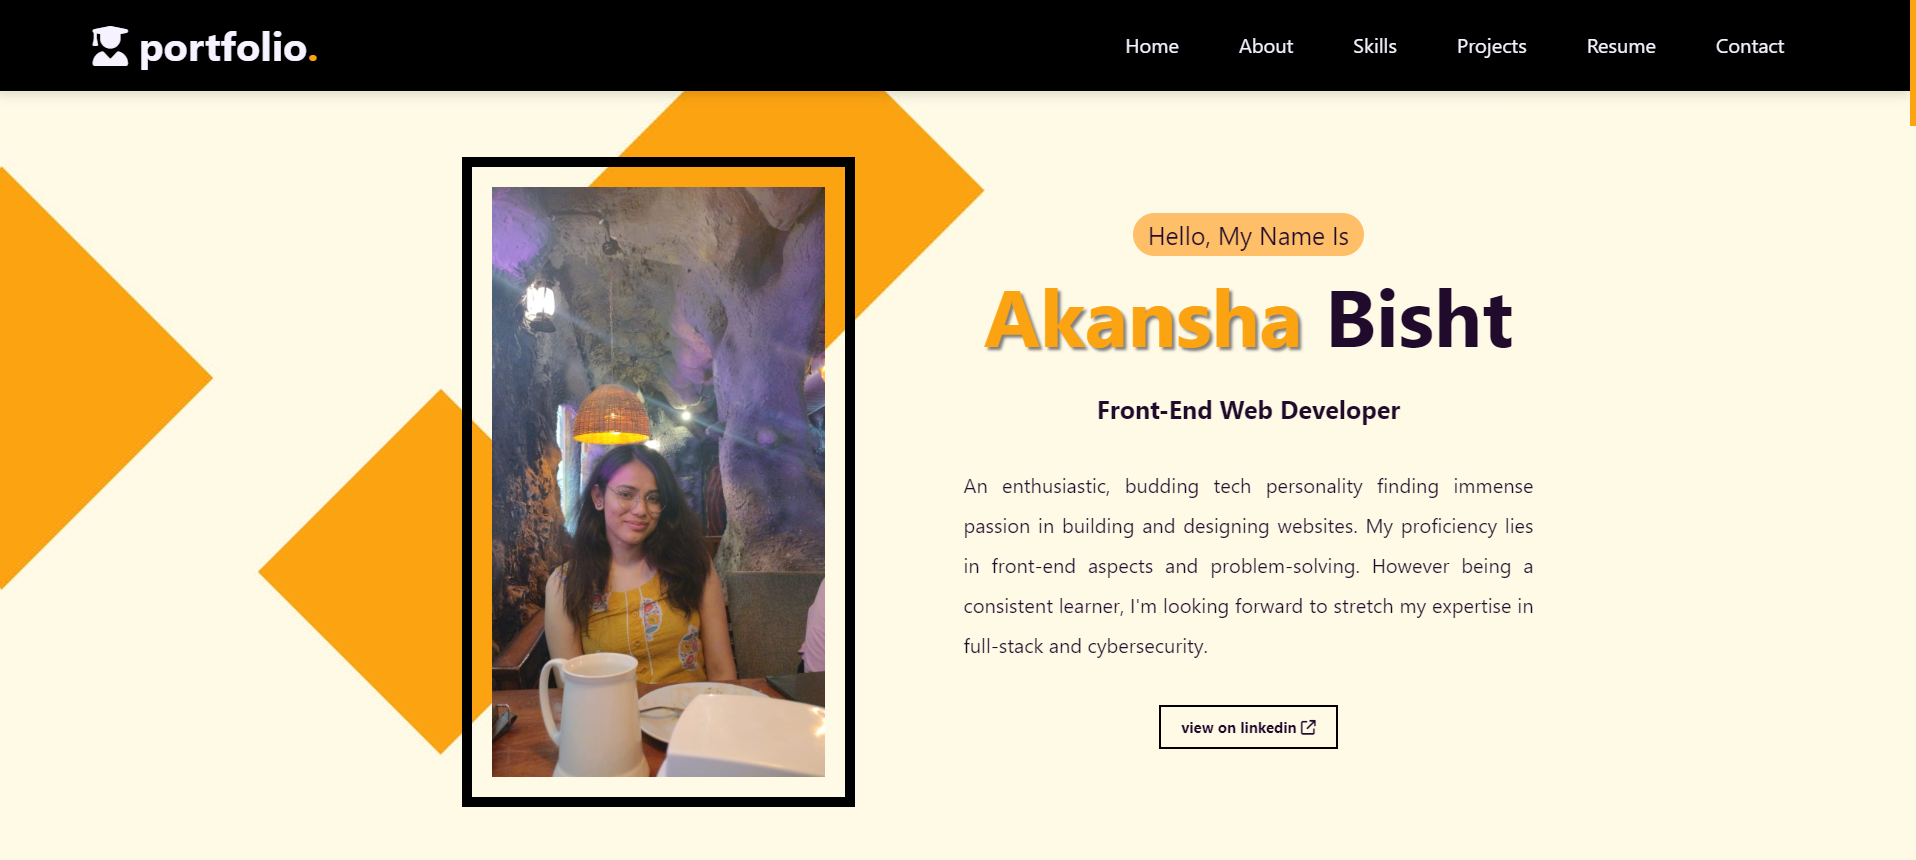 portfolio.
Home About Skills Projects Resume Contact
Hello, My Name Is
Akansha Bisht
Front-End Web Developer
An enthusiastic, budding tech personality finding immense
passion in building and designing websites. My proficiency lies
in front-end aspects and problem-solving. However being a
consistent learner, I'm looking forward to stretch my expertise in
full-stack and cybersecurity.
view on linkedin